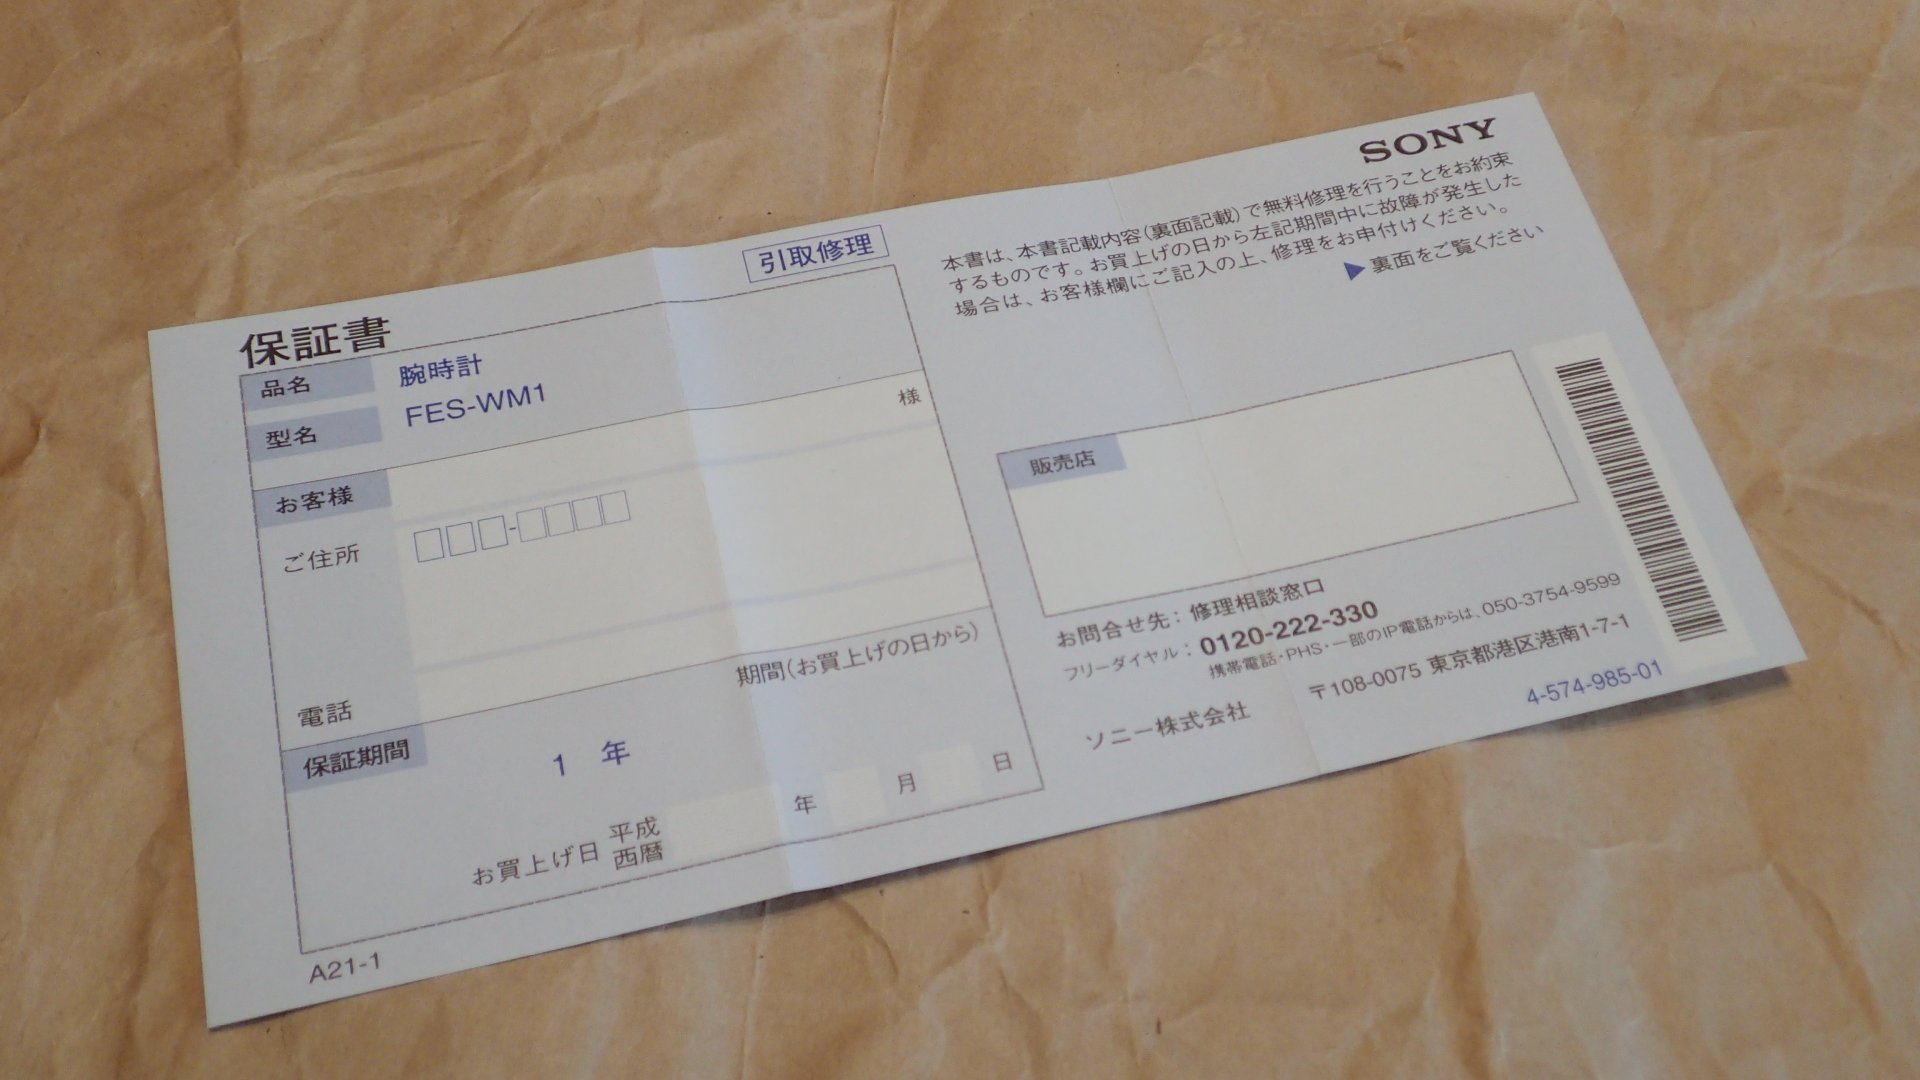 保証書
引取修理
品名 腕時計
型名 FES-WM1
お客様 様
ご住所
-
電話
保証期間 期間(お買上げの日から)
1 年
お買上げ日 平成 年 月 日
西暦
A21-1
SONY
本書は、本書記載内容(裏面記載)で無料修理を行うことをお約束
するものです。お買上げの日から左記期間中に故障が発生した
場合は、お客様欄にご記入の上、修理をお申付けください。
▶裏面をご覧ください
販売店
お問合せ先:修理相談窓口
フリーダイヤル:0120-222-330
携帯電話・PHS・一部のIP電話からは、050-3754-9599
ソニー株式会社 〒108-0075 東京都港区港南1-7-1
4-574-985-01